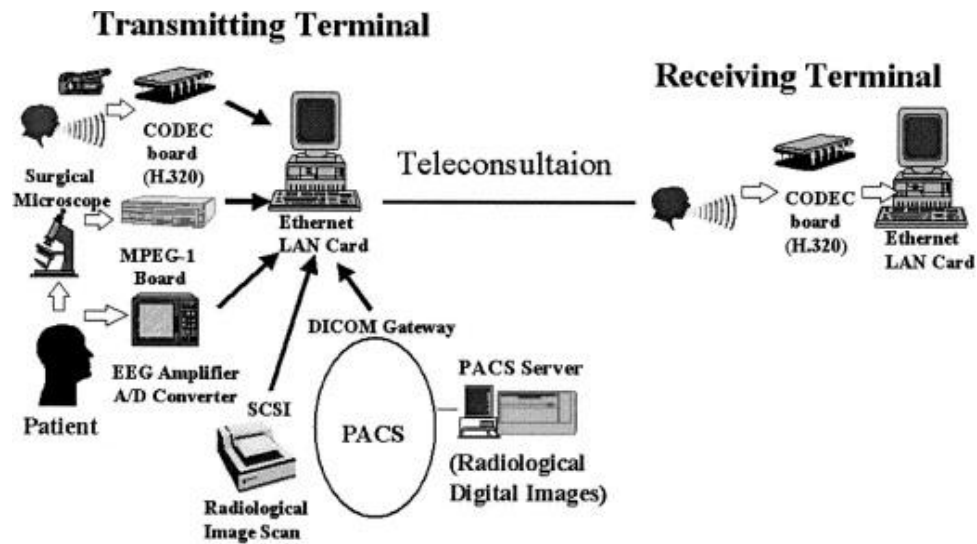 Transmitting Terminal
Receiving Terminal
CODEC
board
(H.320)
Surgical
Microscope
MPEG-1
Board
Ethernet
LAN Card
Teleconsultaion
CODEC
board
(H.320)
Ethernet
LAN Card
DICOM Gateway
EEG Amplifier
A/D Converter
Patient
SCSI
Radiological
Image Scan
PACS
PACS Server
(Radiological
Digital Images)